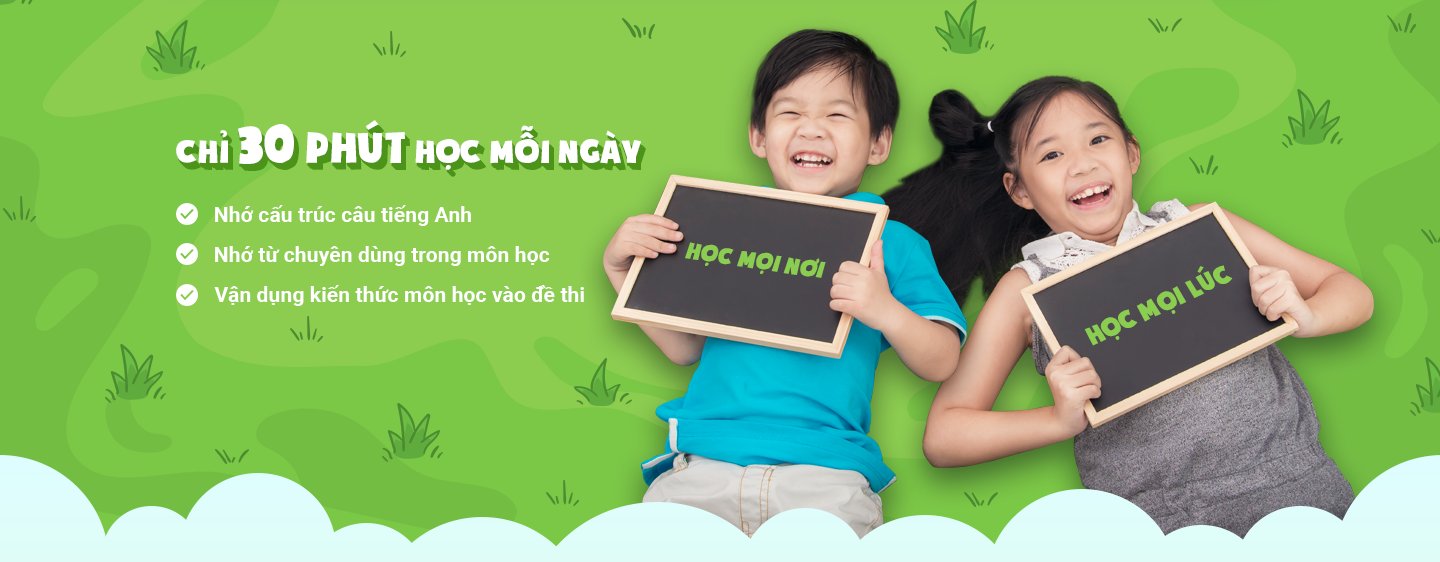 CHỈ 30 PHÚT HỌC MỖI NGÀY
Nhớ cấu trúc câu tiếng Anh
Nhớ từ chuyên dùng trong môn học
Vận dụng kiến thức môn học vào đề thi
HỌC MỌI NƠI
HỌC MỌI LÚC